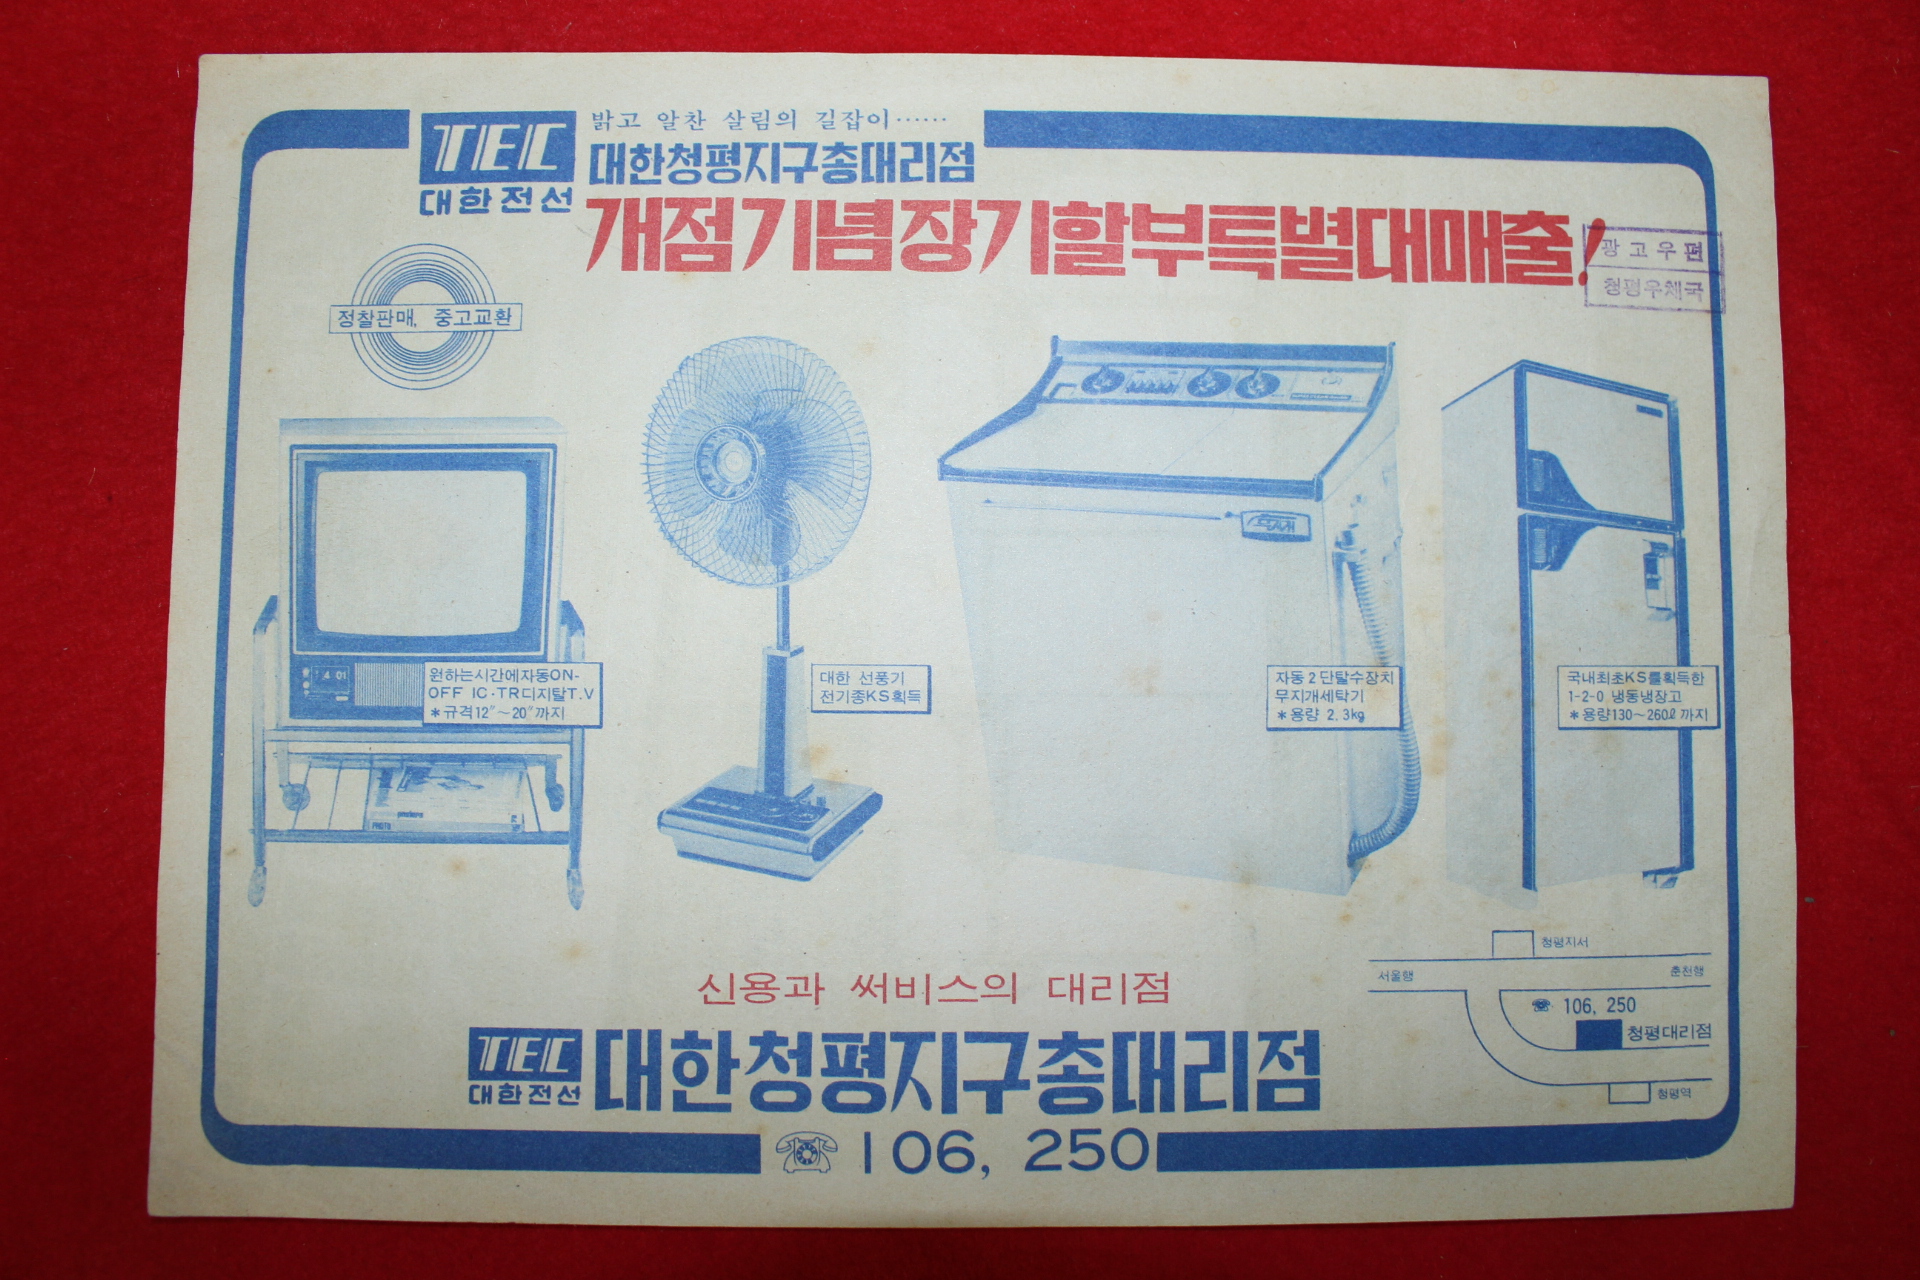 TEC
대한전선
밝고 알찬 살림의 길잡이······
대한청평지구총대리점
개점기념장기할부특별대매출!
광고우편
청평우체국
정찰판매, 중고교환
원하는시간에자동ON-
OFF IC·TR디지탈T.V
*규격12″~20″까지
대한 선풍기
전기종KS획득
자동2단탈수장치
무지개세탁기
*용량 2.3kg
국내최초KS를획득한
1-2-0 냉동냉장고
*용량130~260ℓ까지
PHOTO
신용과 써비스의 대리점
TEC
대한전선
대한청평지구총대리점
☎ 106, 250
청평지서
서울행
춘천행
☎ 106, 250
청평대리점
청평역